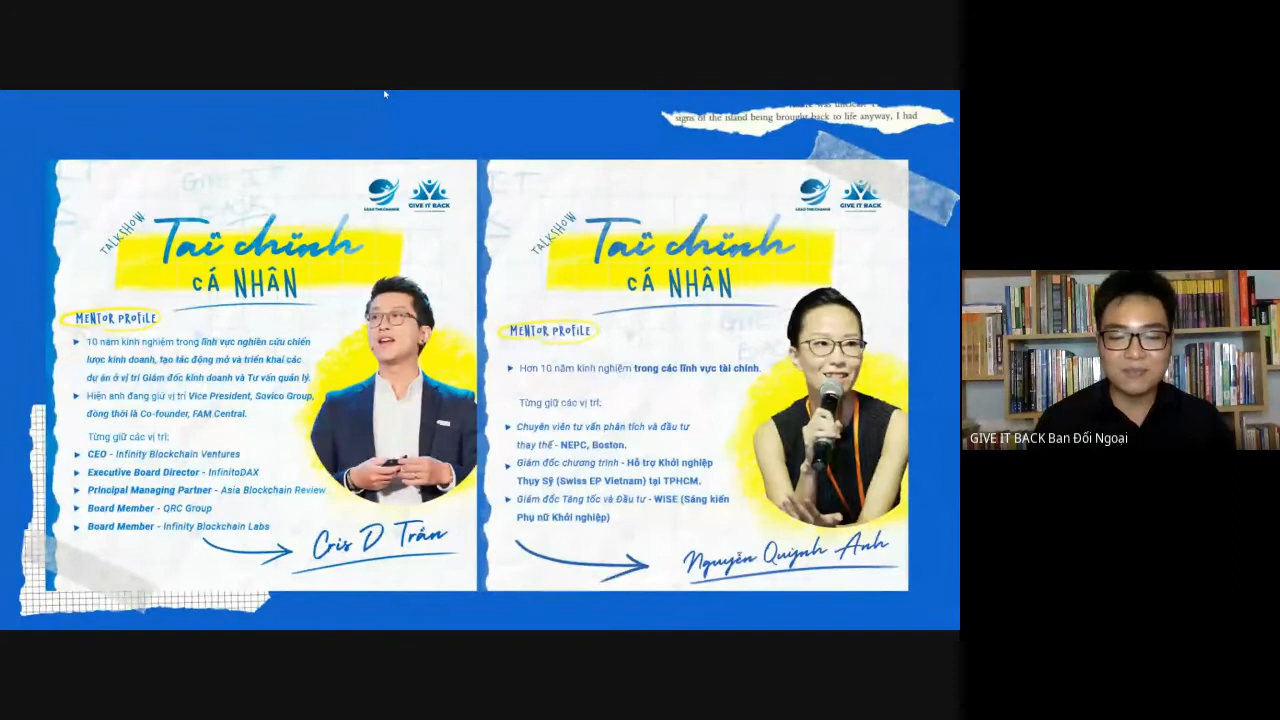 signs of the island being brought back to life anyway, I had
LEAD THE CHANGE
GIVE IT BACK
TALKSHOW
Tài chính
CÁ NHÂN
MENTOR PROFILE
10 năm kinh nghiệm trong lĩnh vực nghiên cứu chiến
lược kinh doanh, tạo tác động mở và triển khai các
dự án ở vị trí Giám đốc kinh doanh và Tư vấn quản lý.
Hiện anh đang giữ vị trí Vice President, Savico Group,
đồng thời là Co-founder, FAM Central.
Từng giữ các vị trí:
CEO - Infinity Blockchain Ventures
Executive Board Director - InfinitoDAX
Principal Managing Partner - Asia Blockchain Review
Board Member - QRC Group
Board Member - Infinity Blockchain Labs
Cris D Trần
LEAD THE CHANGE
GIVE IT BACK
TALKSHOW
Tài chính
CÁ NHÂN
MENTOR PROFILE
Hơn 10 năm kinh nghiệm trong các lĩnh vực tài chính.
Từng giữ các vị trí:
Chuyên viên tư vấn phân tích và đầu tư
thay thế - NEPC, Boston.
Giám đốc chương trình - Hỗ trợ Khởi nghiệp
Thụy Sỹ (Swiss EP Vietnam) tại TPHCM.
Giám đốc Tăng tốc và Đầu tư - WISE (Sáng kiến
Phụ nữ Khởi nghiệp)
Nguyễn Quỳnh Anh
GIVE IT BACK Ban Đối Ngoại